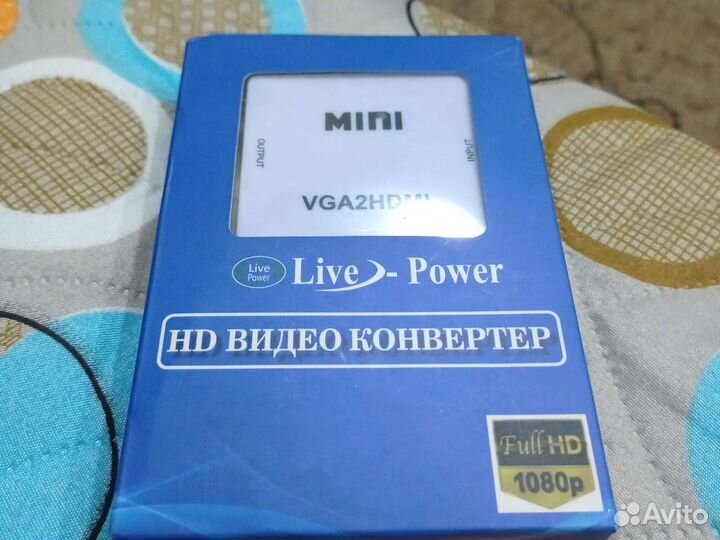 MINI
OUTPUT
INPUT
VGA2HDMI
Live Power
Live - Power
HD ВИДЕО КОНВЕРТЕР
Full HD
1080p
Avito